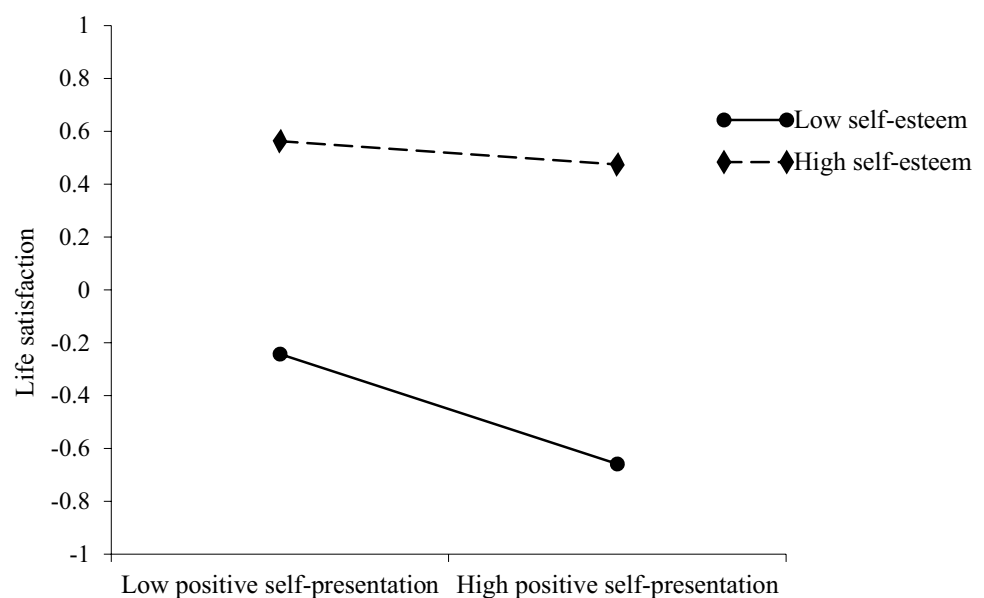 1
0.8
0.6
0.4
0.2
0
-0.2
-0.4
-0.6
-0.8
-1
Life satisfaction
Low positive self-presentation
High positive self-presentation
Low self-esteem
High self-esteem